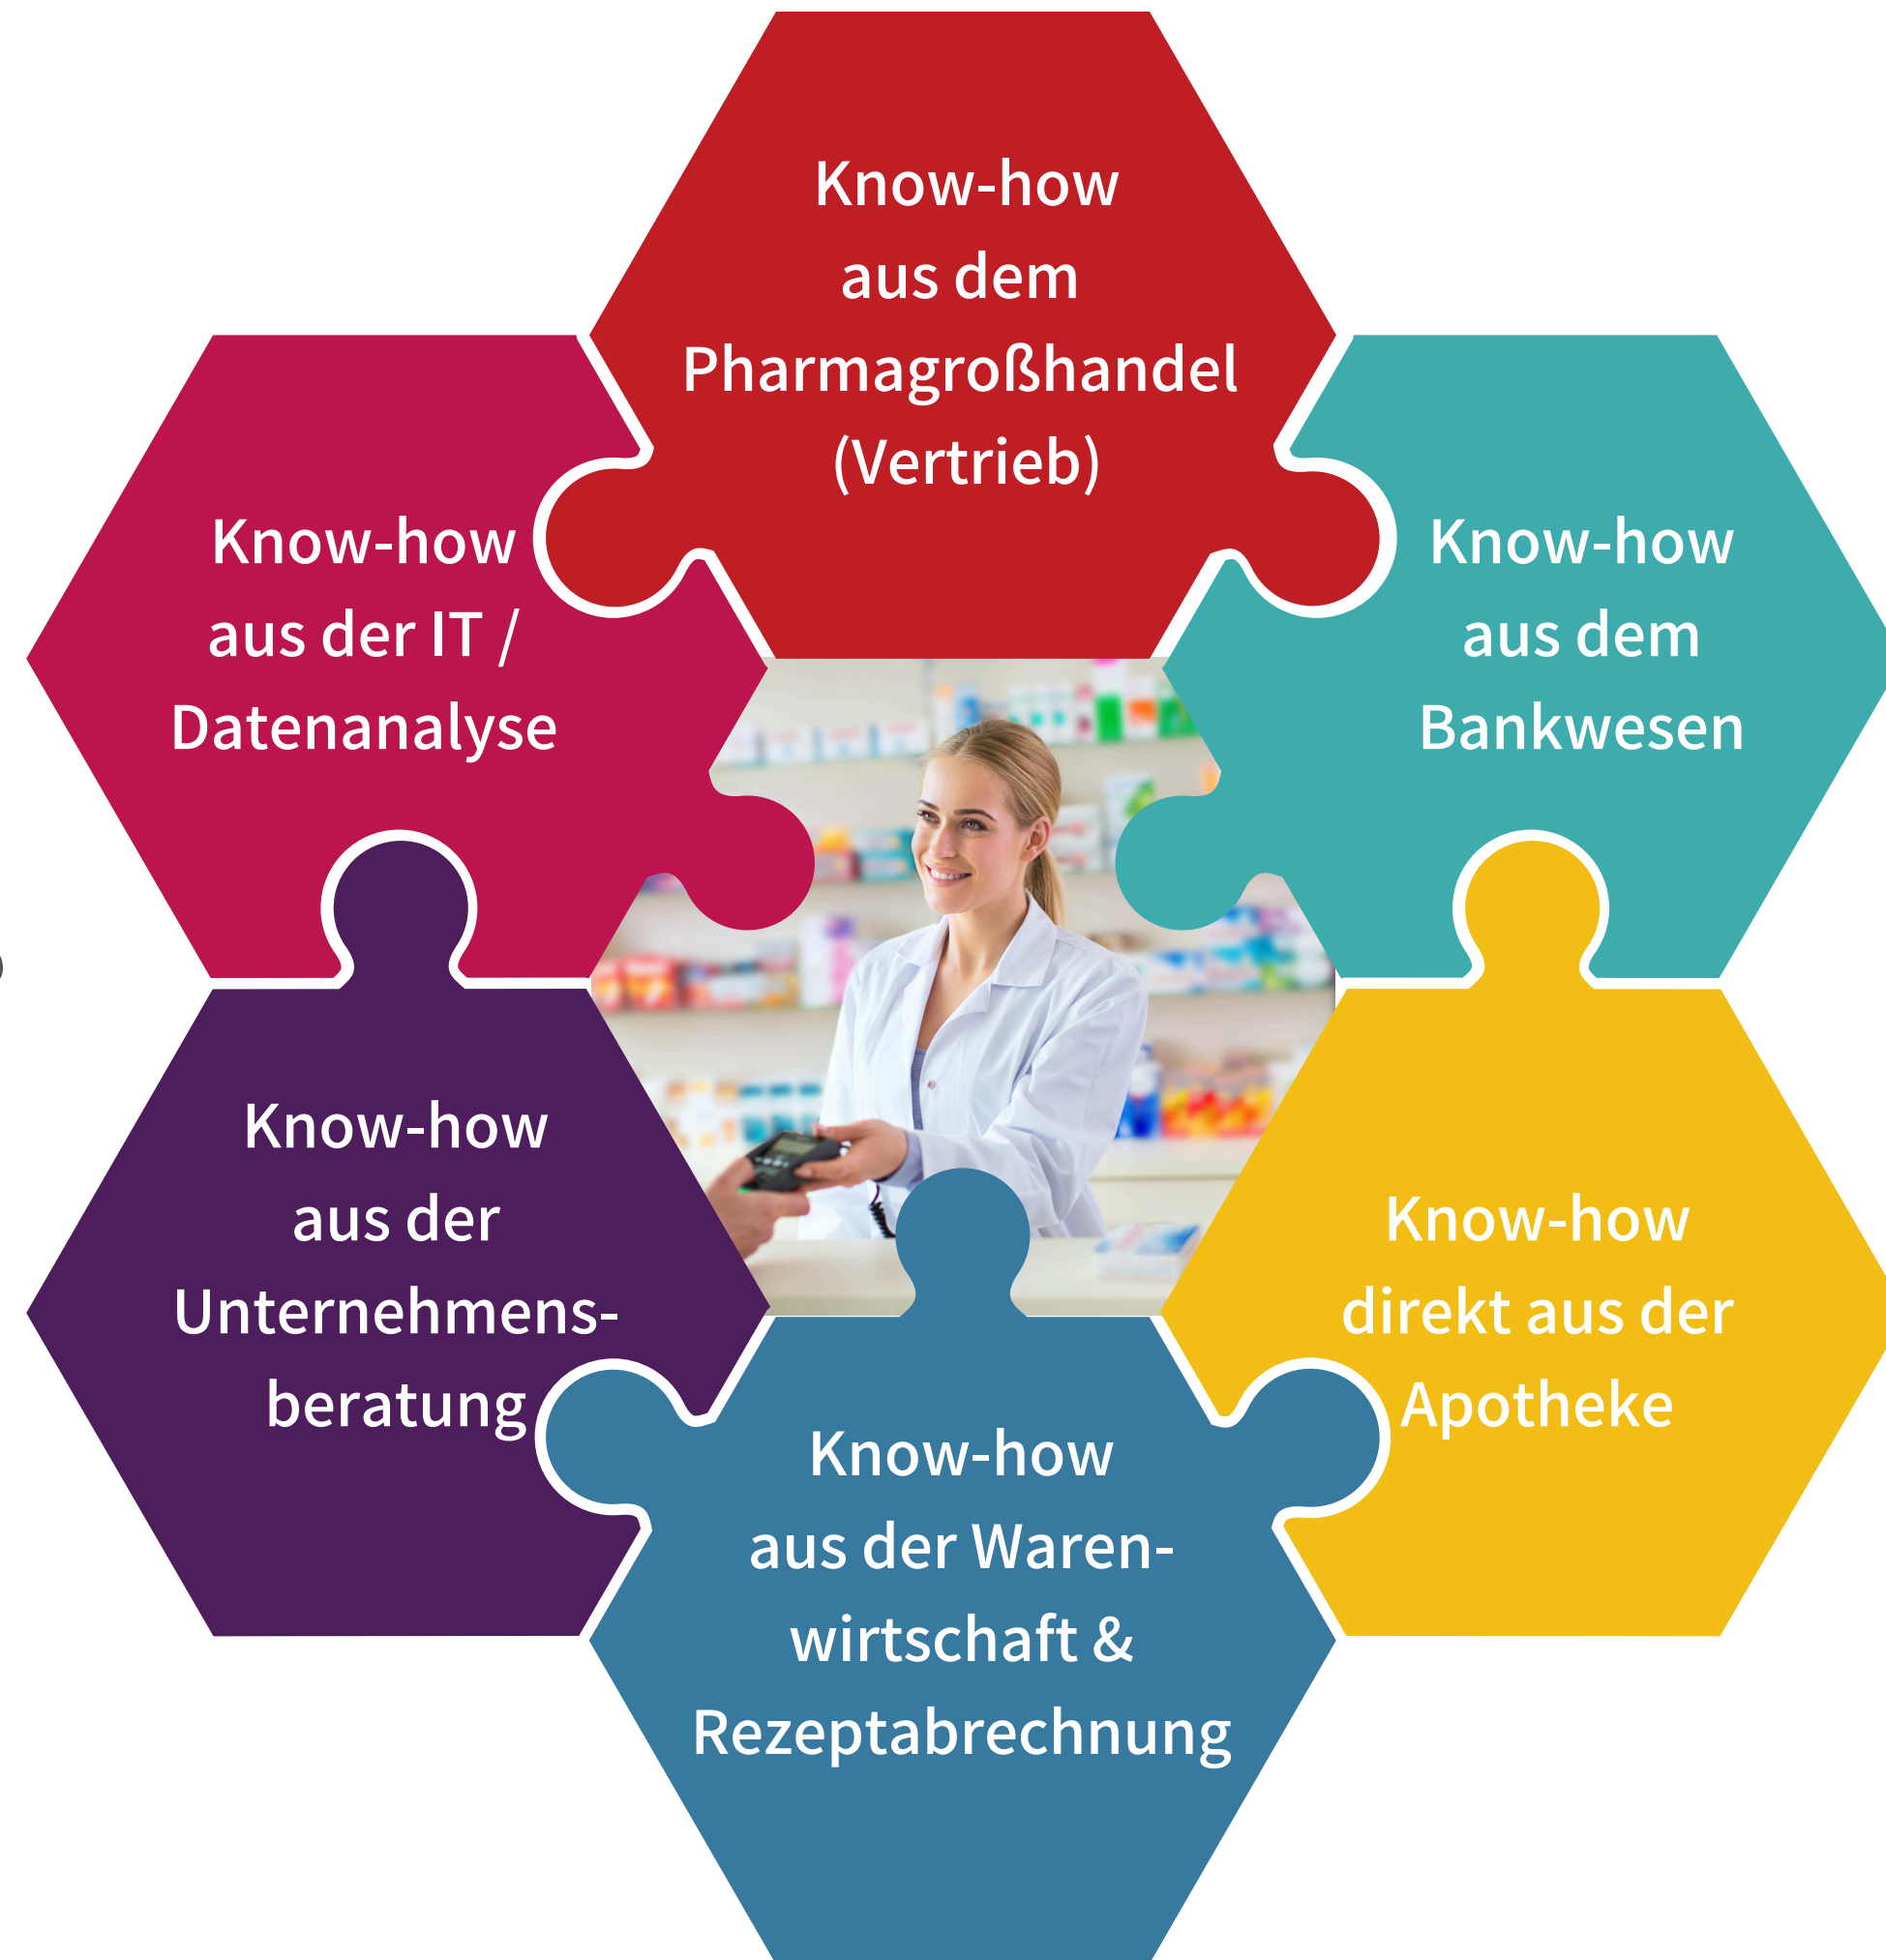 Know-how
aus dem
Pharmagroßhandel
(Vertrieb)
Know-how
aus der IT /
Datenanalyse
Know-how
aus dem
Bankwesen
Know-how
aus der
Unternehmens-
beratung
Know-how
direkt aus der
Apotheke
Know-how
aus der Waren-
wirtschaft &
Rezeptabrechnung